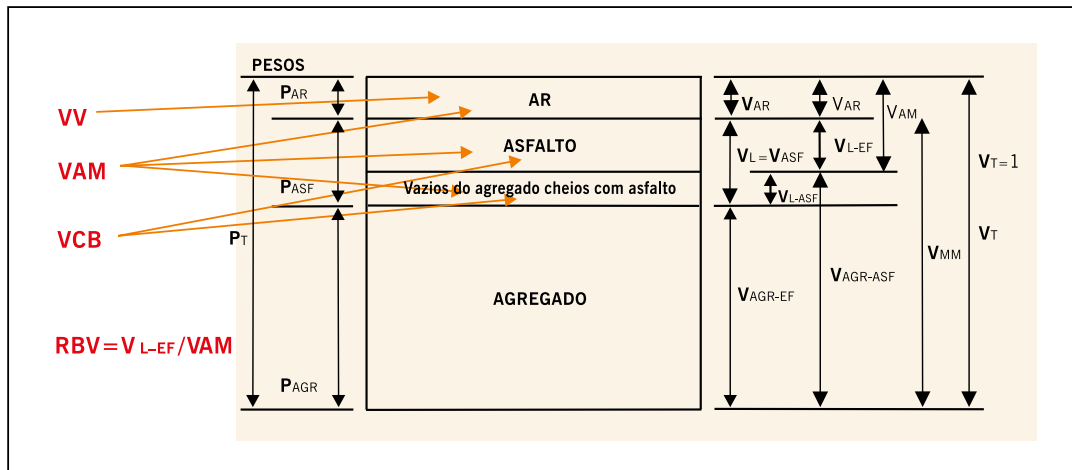 PESOS
PAR
AR
VAR
VAR
VAM
VV
ASFALTO
VL=VASF
VL-EF
VT=1
VAM
PASF
Vazios do agregado cheios com asfalto
VL-ASF
VCB
PT
VT
VMM
VAGR-EF
VAGR-ASF
AGREGADO
RBV=V L-EF/VAM
PAGR